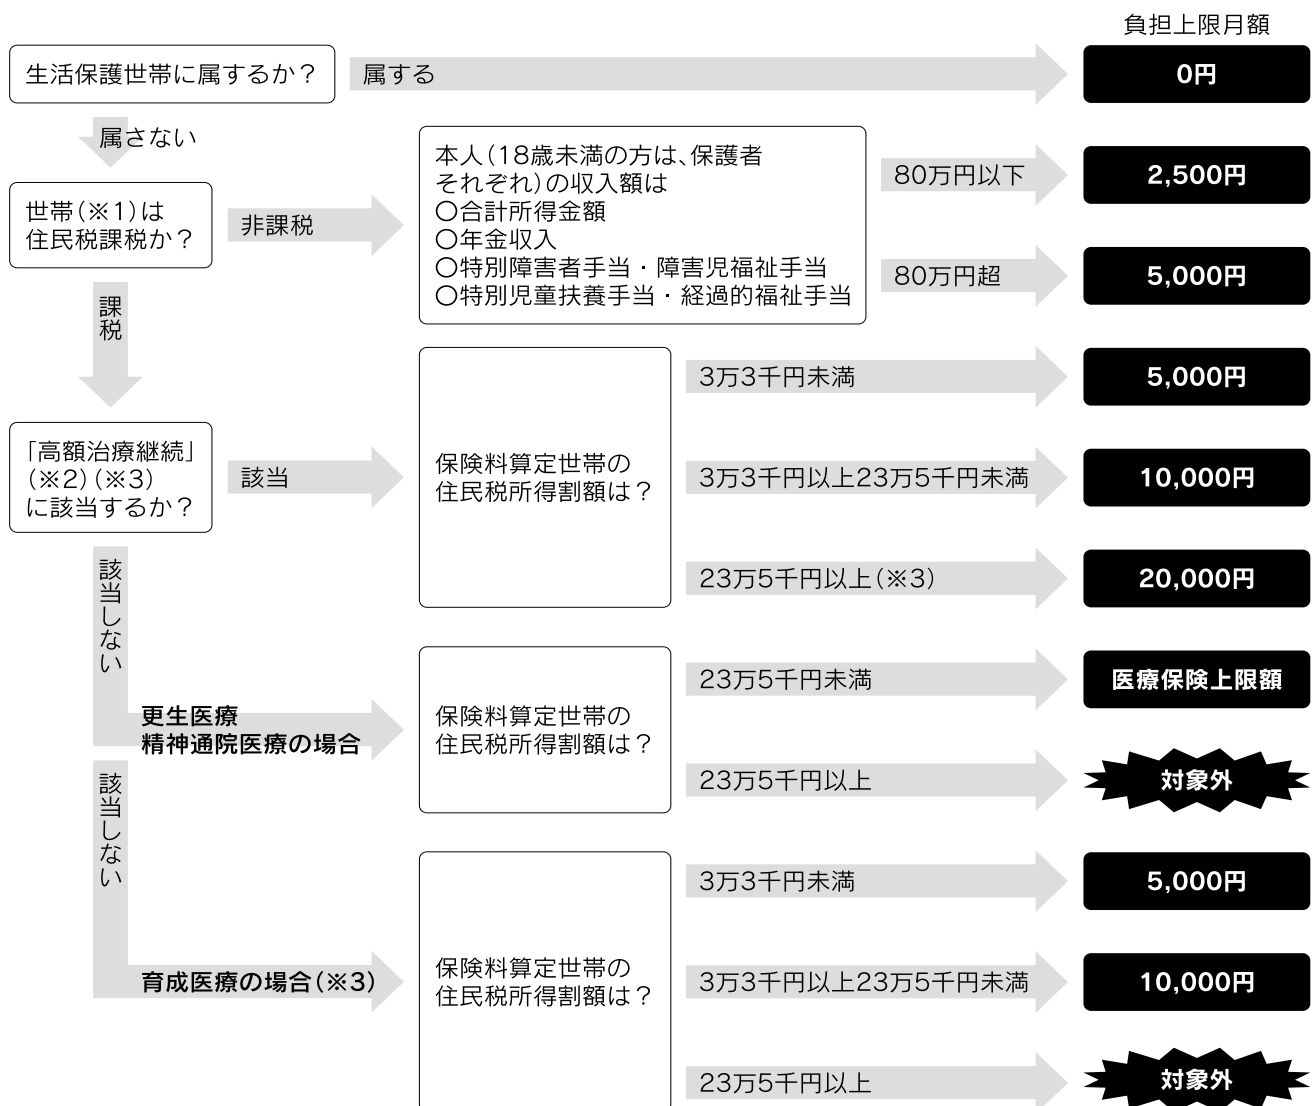 負担上限月額
生活保護世帯に属するか？
属する
0円
属さない
世帯（※1）は
住民税課税か？
非課税
本人（18歳未満の方は、保護者
それぞれ）の収入額は
○合計所得金額
○年金収入
○特別障害者手当・障害児福祉手当
○特別児童扶養手当・経過的福祉手当
80万円以下
2,500円
80万円超
5,000円
課税
「高額治療継続」
（※2）（※3）
に該当するか？
該当
保険料算定世帯の
住民税所得割額は？
3万3千円未満
5,000円
3万3千円以上23万5千円未満
10,000円
23万5千円以上（※3）
20,000円
該当しない
更生医療
精神通院医療の場合
保険料算定世帯の
住民税所得割額は？
23万5千円未満
医療保険上限額
23万5千円以上
対象外
該当しない
育成医療の場合（※3）
保険料算定世帯の
住民税所得割額は？
3万3千円未満
5,000円
3万3千円以上23万5千円未満
10,000円
23万5千円以上
対象外